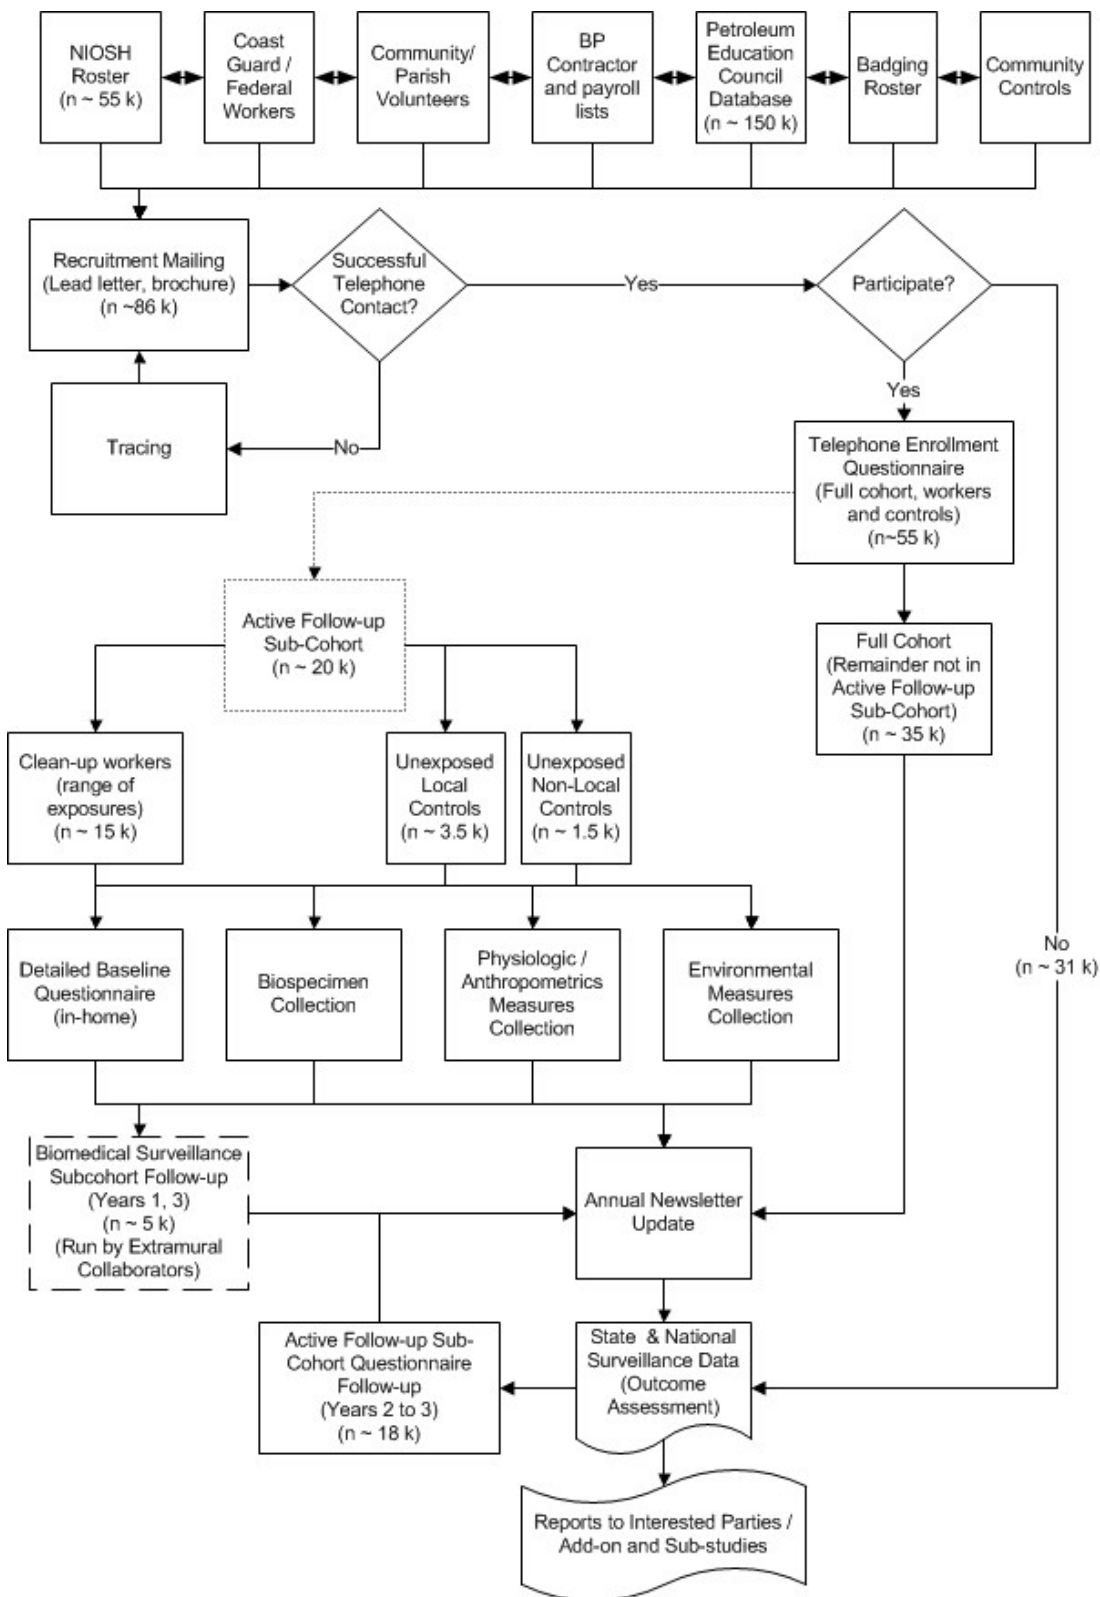 NIOSH
Roster
(n ~ 55 k)
Coast
Guard /
Federal
Workers
Community/
Parish
Volunteers
BP
Contractor
and payroll
lists
Petroleum
Education
Council
Database
(n ~ 150 k)
Badging
Roster
Community
Controls
Recruitment Mailing
(Lead letter, brochure)
(n ~86 k)
Successful
Telephone
Contact?
Yes
Participate?
Tracing
No
Yes
Telephone Enrollment
Questionnaire
(Full cohort, workers
and controls)
(n~55 k)
Active Follow-up
Sub-Cohort
(n ~ 20 k)
Full Cohort
(Remainder not in
Active Follow-up
Sub-Cohort)
(n ~ 35 k)
Clean-up workers
(range of
exposures)
(n ~ 15 k)
Unexposed
Local
Controls
(n ~ 3.5 k)
Unexposed
Non-Local
Controls
(n ~ 1.5 k)
No
(n ~ 31 k)
Detailed Baseline
Questionnaire
(in-home)
Biospecimen
Collection
Physiologic /
Anthropometrics
Measures
Collection
Environmental
Measures
Collection
Biomedical Surveillance
Subcohort Follow-up
(Years 1, 3)
(n ~ 5 k)
(Run by Extramural
Collaborators)
Annual Newsletter
Update
Active Follow-up Sub-
Cohort Questionnaire
Follow-up
(Years 2 to 3)
(n ~ 18 k)
State & National
Surveillance Data
(Outcome
Assessment)
Reports to Interested Parties /
Add-on and Sub-studies